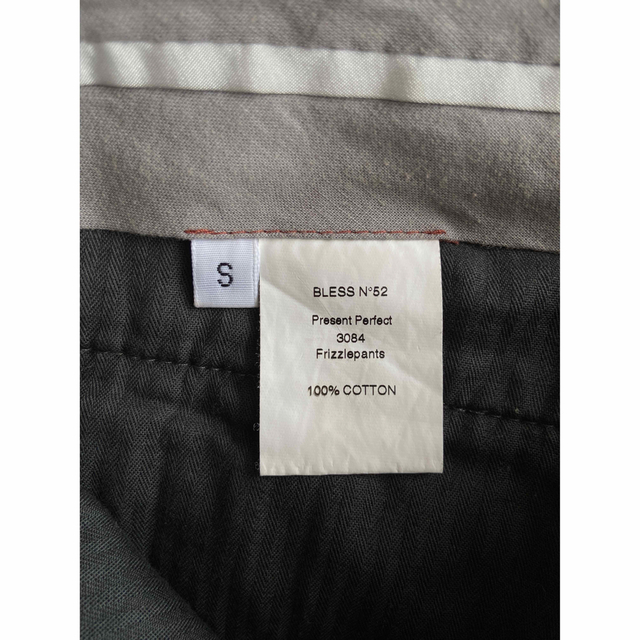 S
BLESS N°52
Present Perfect
3084
Frizzlepants
100% COTTON